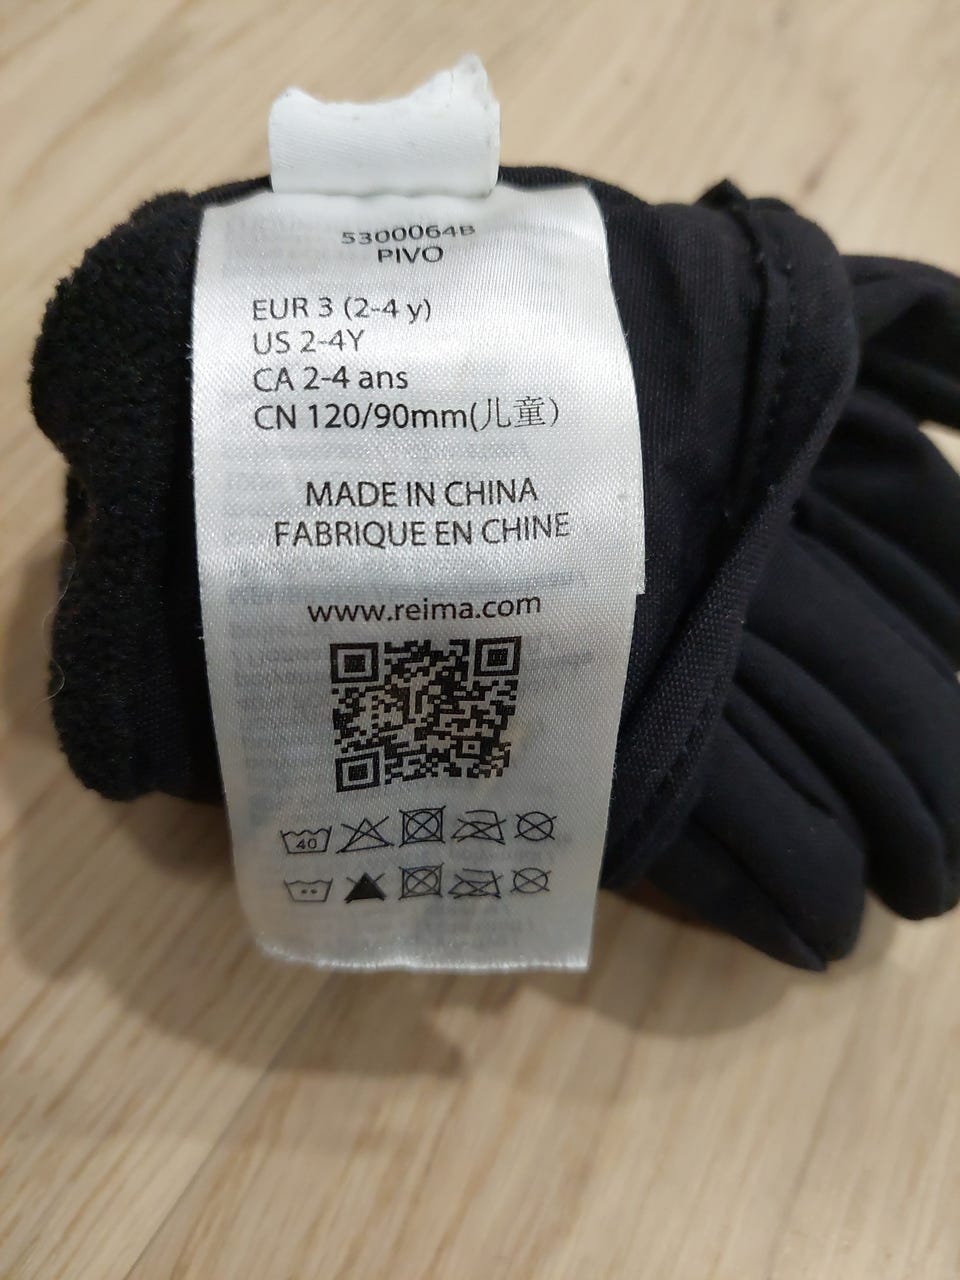 5300064B
PIVO
EUR 3 (2-4 y)
US 2-4Y
CA 2-4 ans
CN 120/90mm(儿童)
MADE IN CHINA
FABRIQUE EN CHINE
www.reima.com
40